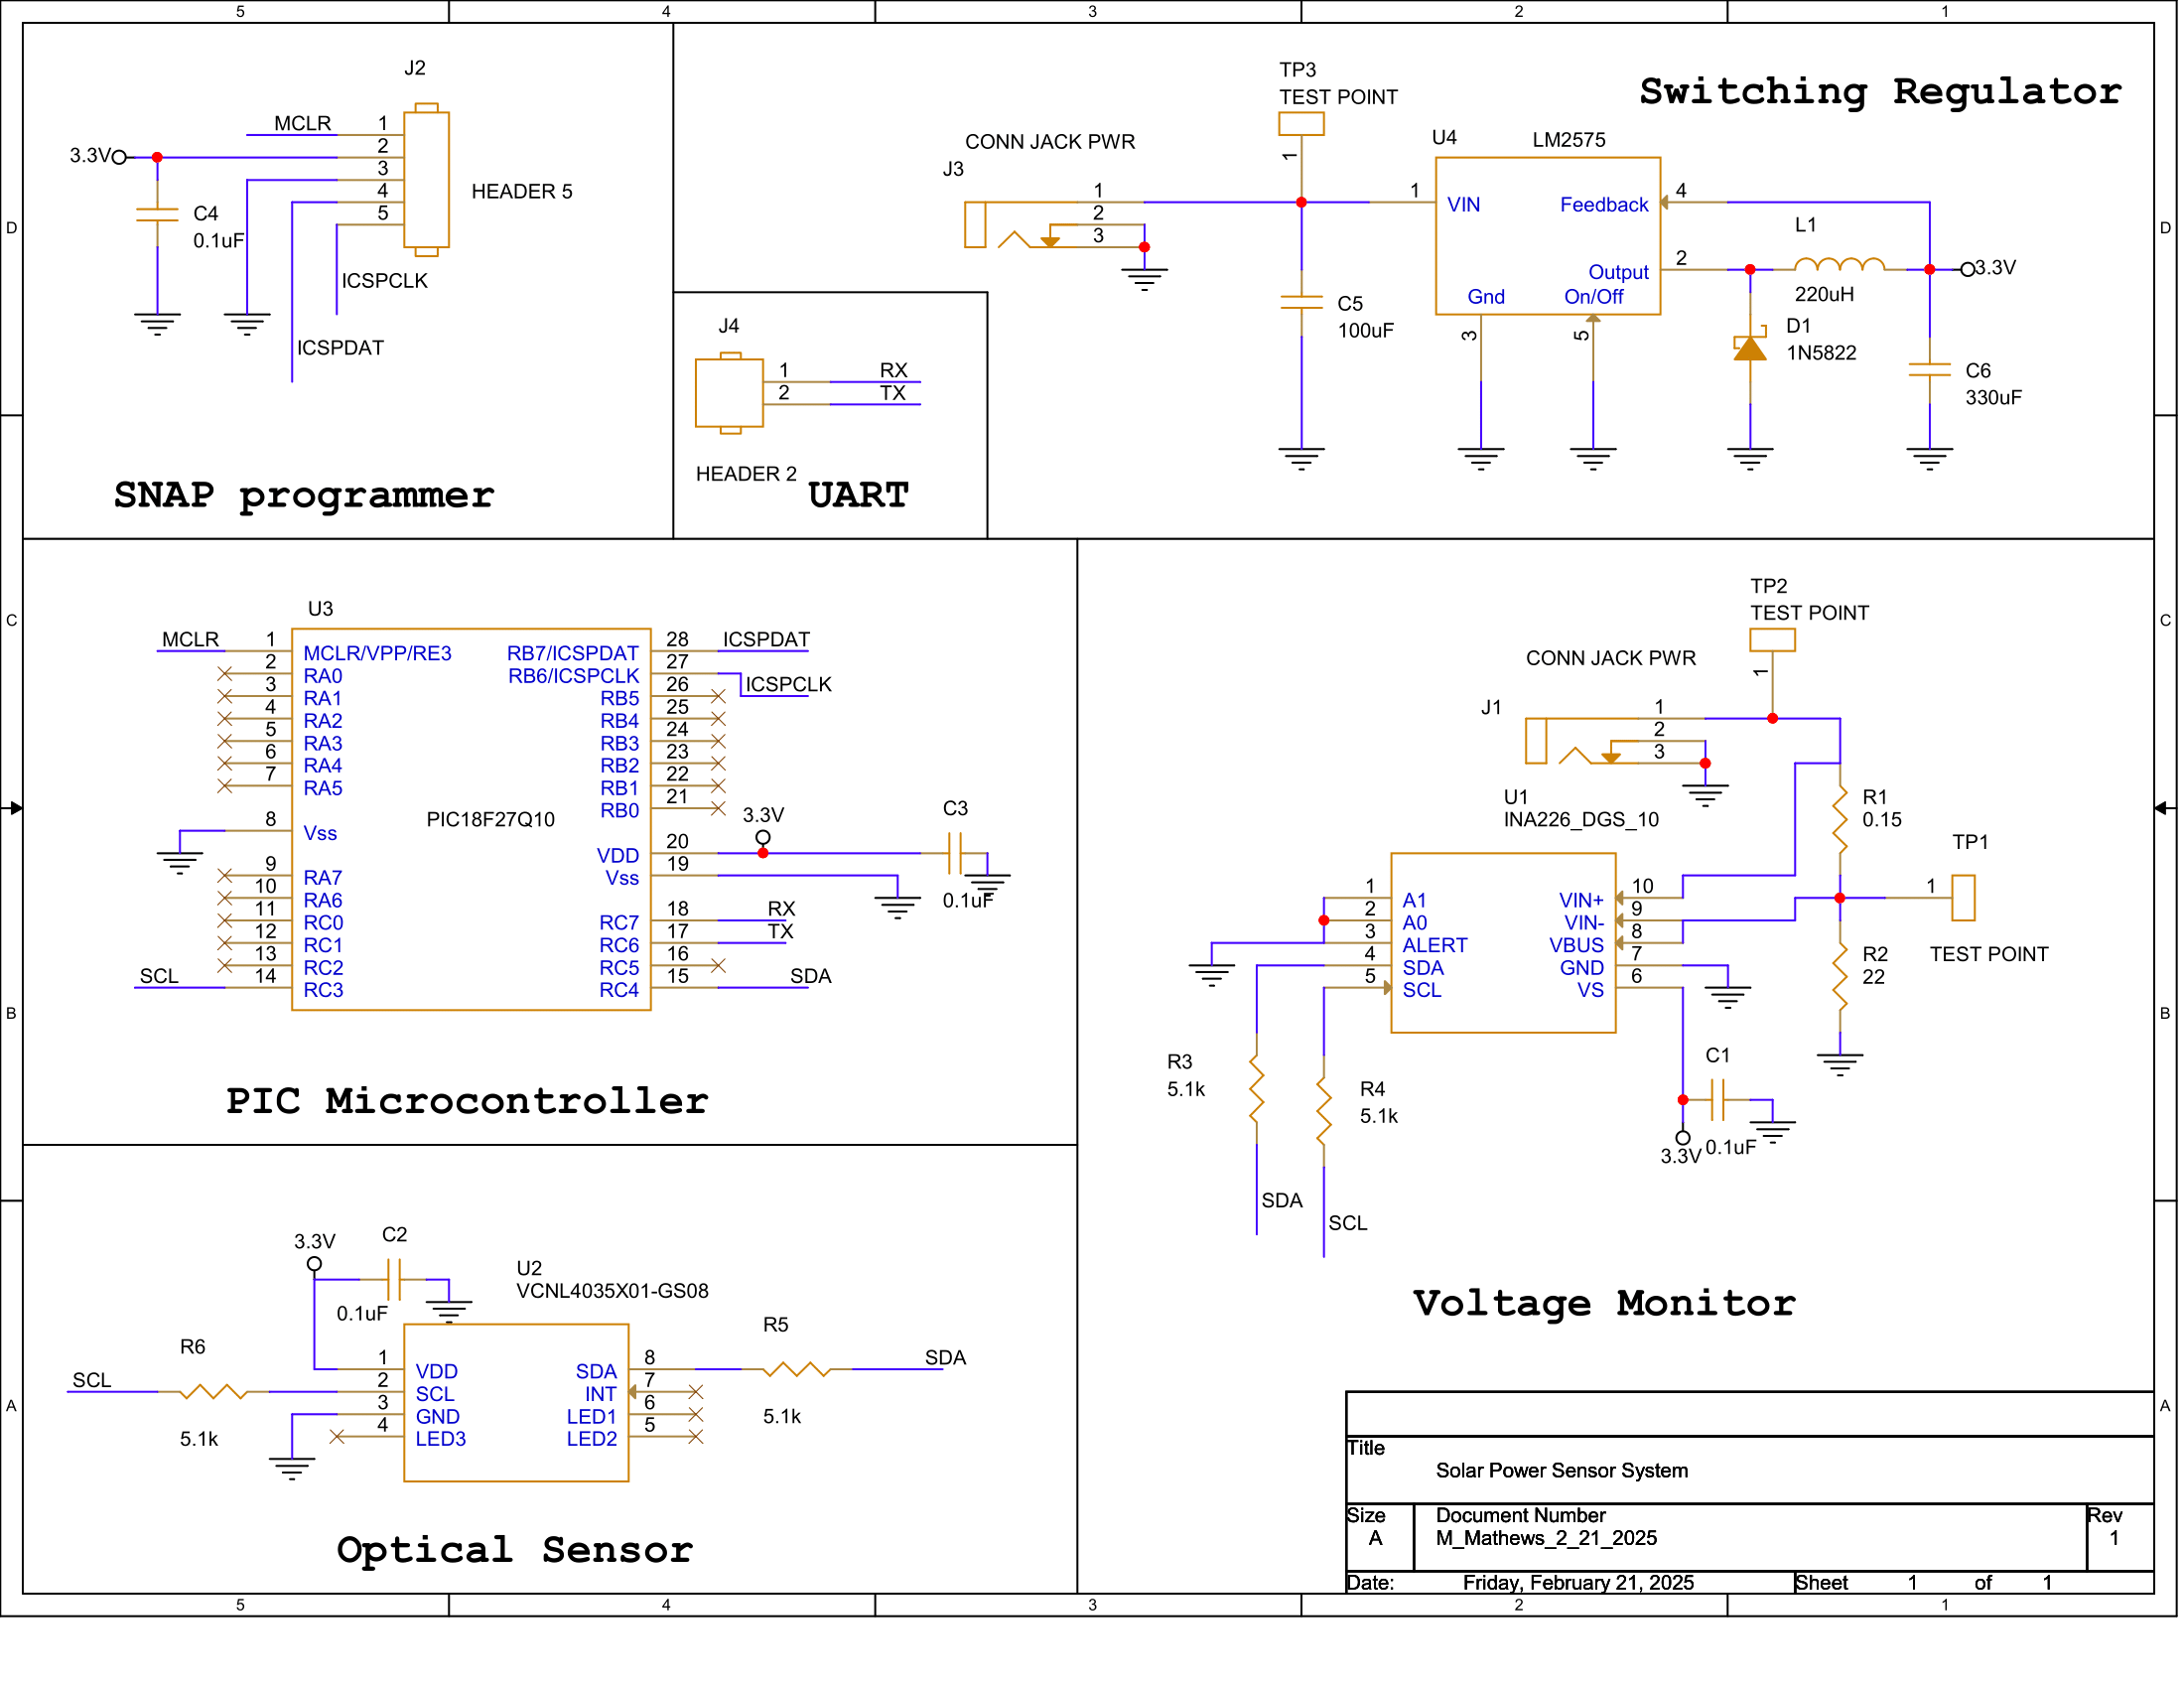 5
4
3
2
1
D
C
B
A
D
C
B
A
J2
MCLR
1
3.3V
2
3
4
5
HEADER 5
C4
0.1uF
ICSPCLK
ICSPDAT
SNAP programmer
J4
1
RX
2
TX
HEADER 2
UART
Switching Regulator
TP3
TEST POINT
1
CONN JACK PWR
J3
1
2
3
C5
100uF
U4
LM2575
1
VIN
Feedback
4
Output
2
Gnd
On/Off
3
5
L1
220uH
3.3V
D1
1N5822
C6
330uF
U3
MCLR
1
MCLR/VPP/RE3
2
RA0
3
RA1
4
RA2
5
RA3
6
RA4
7
RA5
8
Vss
9
RA7
10
RA6
11
RC0
12
RC1
13
RC2
SCL
14
RC3
PIC18F27Q10
RB7/ICSPDAT
28
ICSPDAT
RB6/ICSPCLK
27
ICSPCLK
RB5
26
RB4
25
RB3
24
RB2
23
RB1
22
RB0
21
VDD
20
3.3V
Vss
19
RC7
18
RX
RC6
17
TX
RC5
16
RC4
15
SDA
C3
0.1uF
PIC Microcontroller
TP2
TEST POINT
1
CONN JACK PWR
J1
1
2
3
U1
INA226_DGS_10
1
A1
2
A0
3
ALERT
4
SDA
5
SCL
VIN+
10
VIN-
9
VBUS
8
GND
7
VS
6
R1
0.15
TP1
1
TEST POINT
R2
22
C1
0.1uF
3.3V
R3
5.1k
R4
5.1k
SDA
SCL
Voltage Monitor
3.3V
C2
0.1uF
U2
VCNL4035X01-GS08
R6
SCL
5.1k
1
VDD
2
SCL
3
GND
4
LED3
SDA
8
INT
7
LED1
6
LED2
5
R5
5.1k
SDA
Optical Sensor
Title
Solar Power Sensor System
Size
A
Document Number
M_Mathews_2_21_2025
Rev
1
Date:
Friday, February 21, 2025
Sheet 1 of 1
5
4
3
2
1